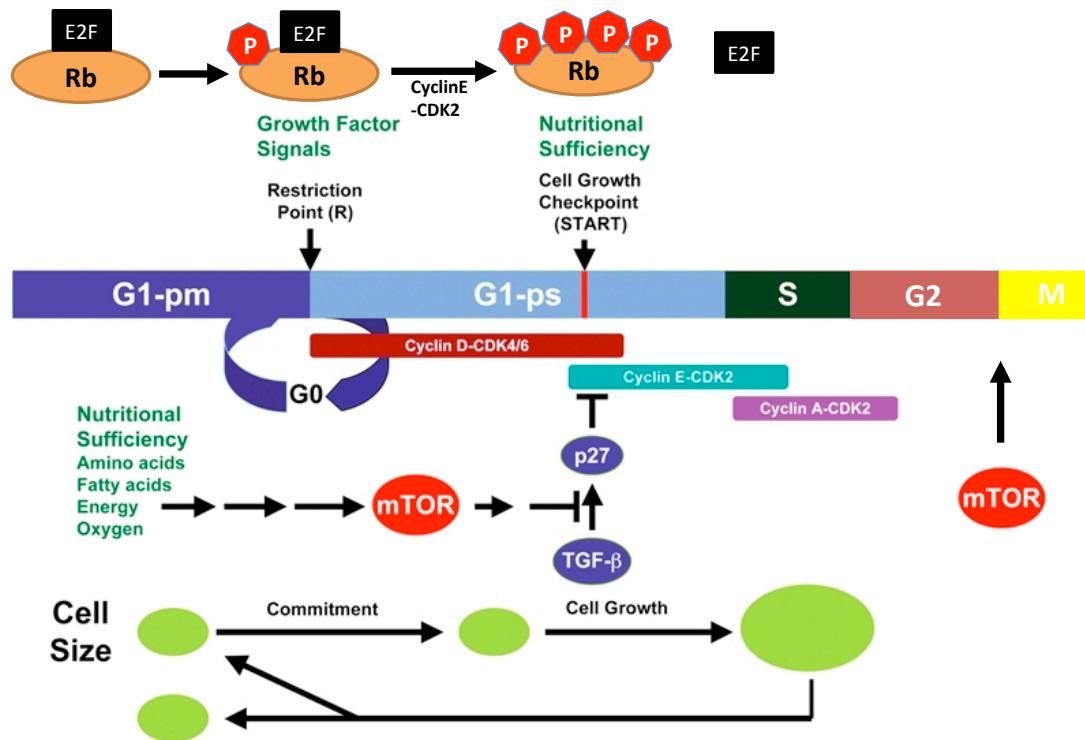 E2F
Rb
P
E2F
Rb
CyclinE
-CDK2
P P P P
Rb
E2F
Growth Factor
Signals
Nutritional
Sufficiency
Restriction
Point (R)
Cell Growth
Checkpoint
(START)
G1-pm
G1-ps
S
G2
M
Cyclin D-CDK4/6
G0
Cyclin E-CDK2
Cyclin A-CDK2
Nutritional
Sufficiency
Amino acids
Fatty acids
Energy
Oxygen
mTOR
p27
TGF-β
mTOR
Cell
Size
Commitment
Cell Growth